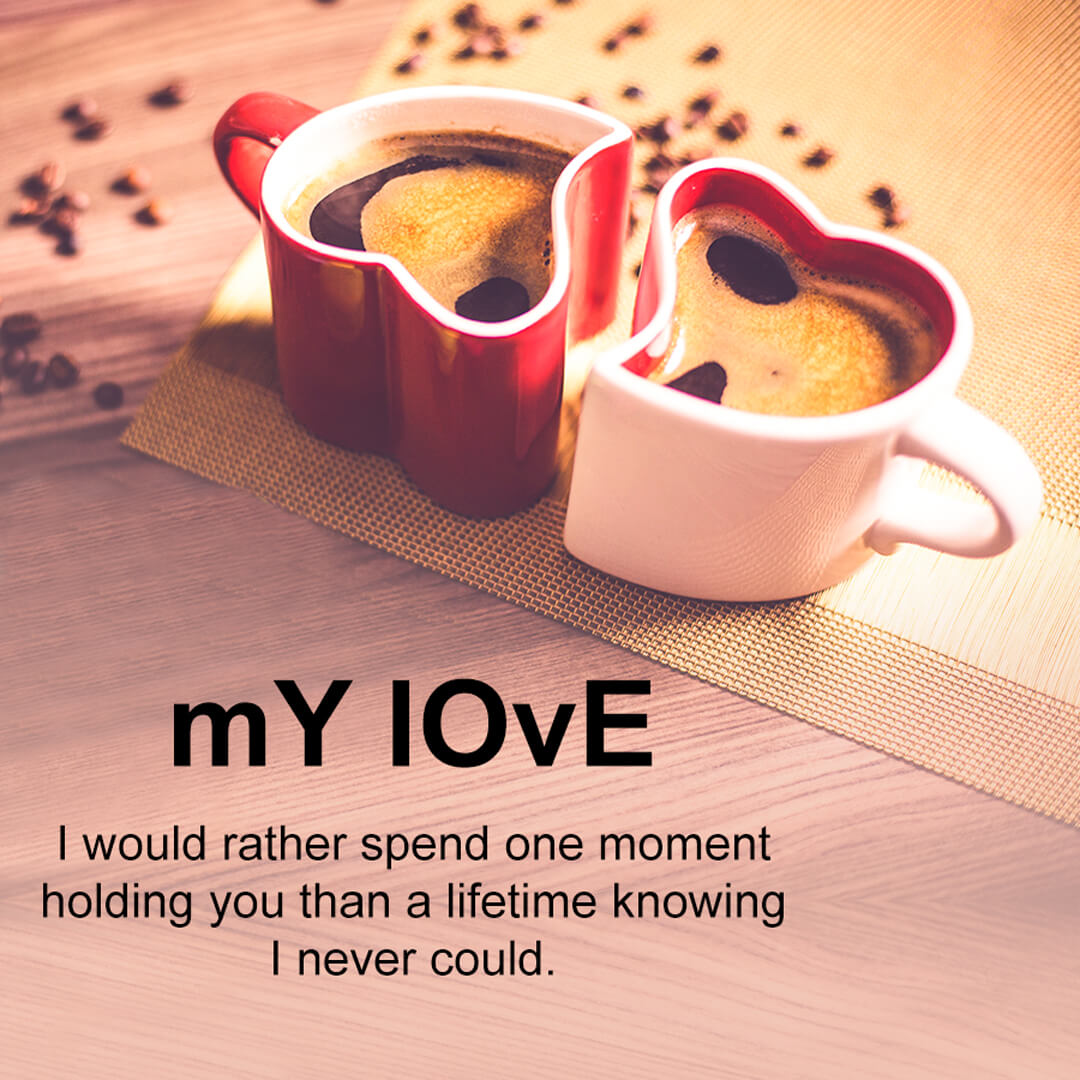 mY lOvE
I would rather spend one moment
holding you than a lifetime knowing
I never could.